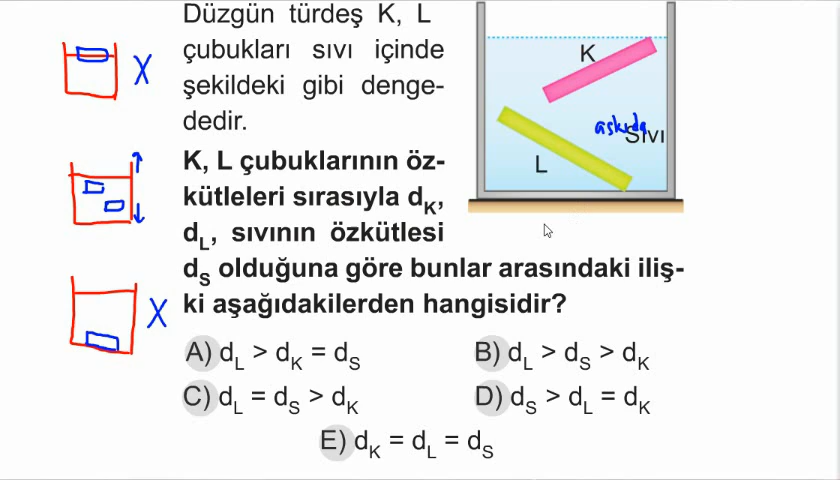 Düzgün türdeş K, L
çubukları sıvı içinde
şekildeki gibi denge-
dedir.
K, L çubuklarının öz-
kütleleri sırasıyla dK,
dL, sıvının özkütlesi
dS olduğuna göre bunlar arasındaki iliş-
ki aşağıdakilerden hangisidir?
K
askıda
Sıvı
L
X
X
A) dL > dK = dS
B) dL > dS > dK
C) dL = dS > dK
D) dS > dL = dK
E) dK = dL = dS